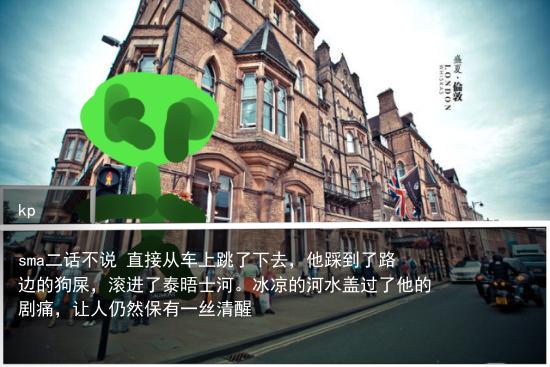 盛夏·倫敦
LONDON
WHISKAS
kp
kp
sma二话不说 直接从车上跳了下去，他踩到了路
边的狗屎，滚进了泰晤士河。冰凉的河水盖过了他的
剧痛，让人仍然保有一丝清醒